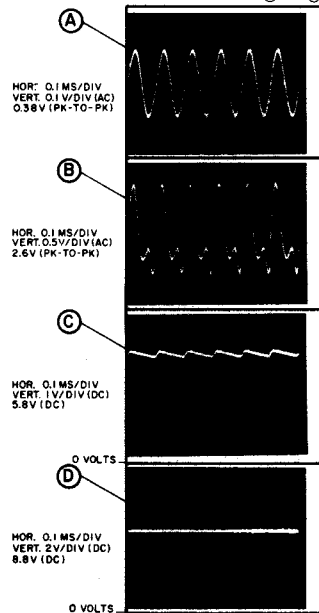 A
HOR. 0.1 MS/DIV
VERT. 0.1 V/DIV (AC)
0.38V (PK-TO-PK)
B
HOR. 0.1 MS/DIV
VERT. 0.5V/DIV (AC)
2.6V (PK-TO-PK)
C
HOR. 0.1 MS/DIV
VERT. 1V/DIV (DC)
5.8V (DC)
0 VOLTS
D
HOR. 0.1 MS/DIV
VERT. 2V/DIV (DC)
8.8V (DC)
0 VOLTS